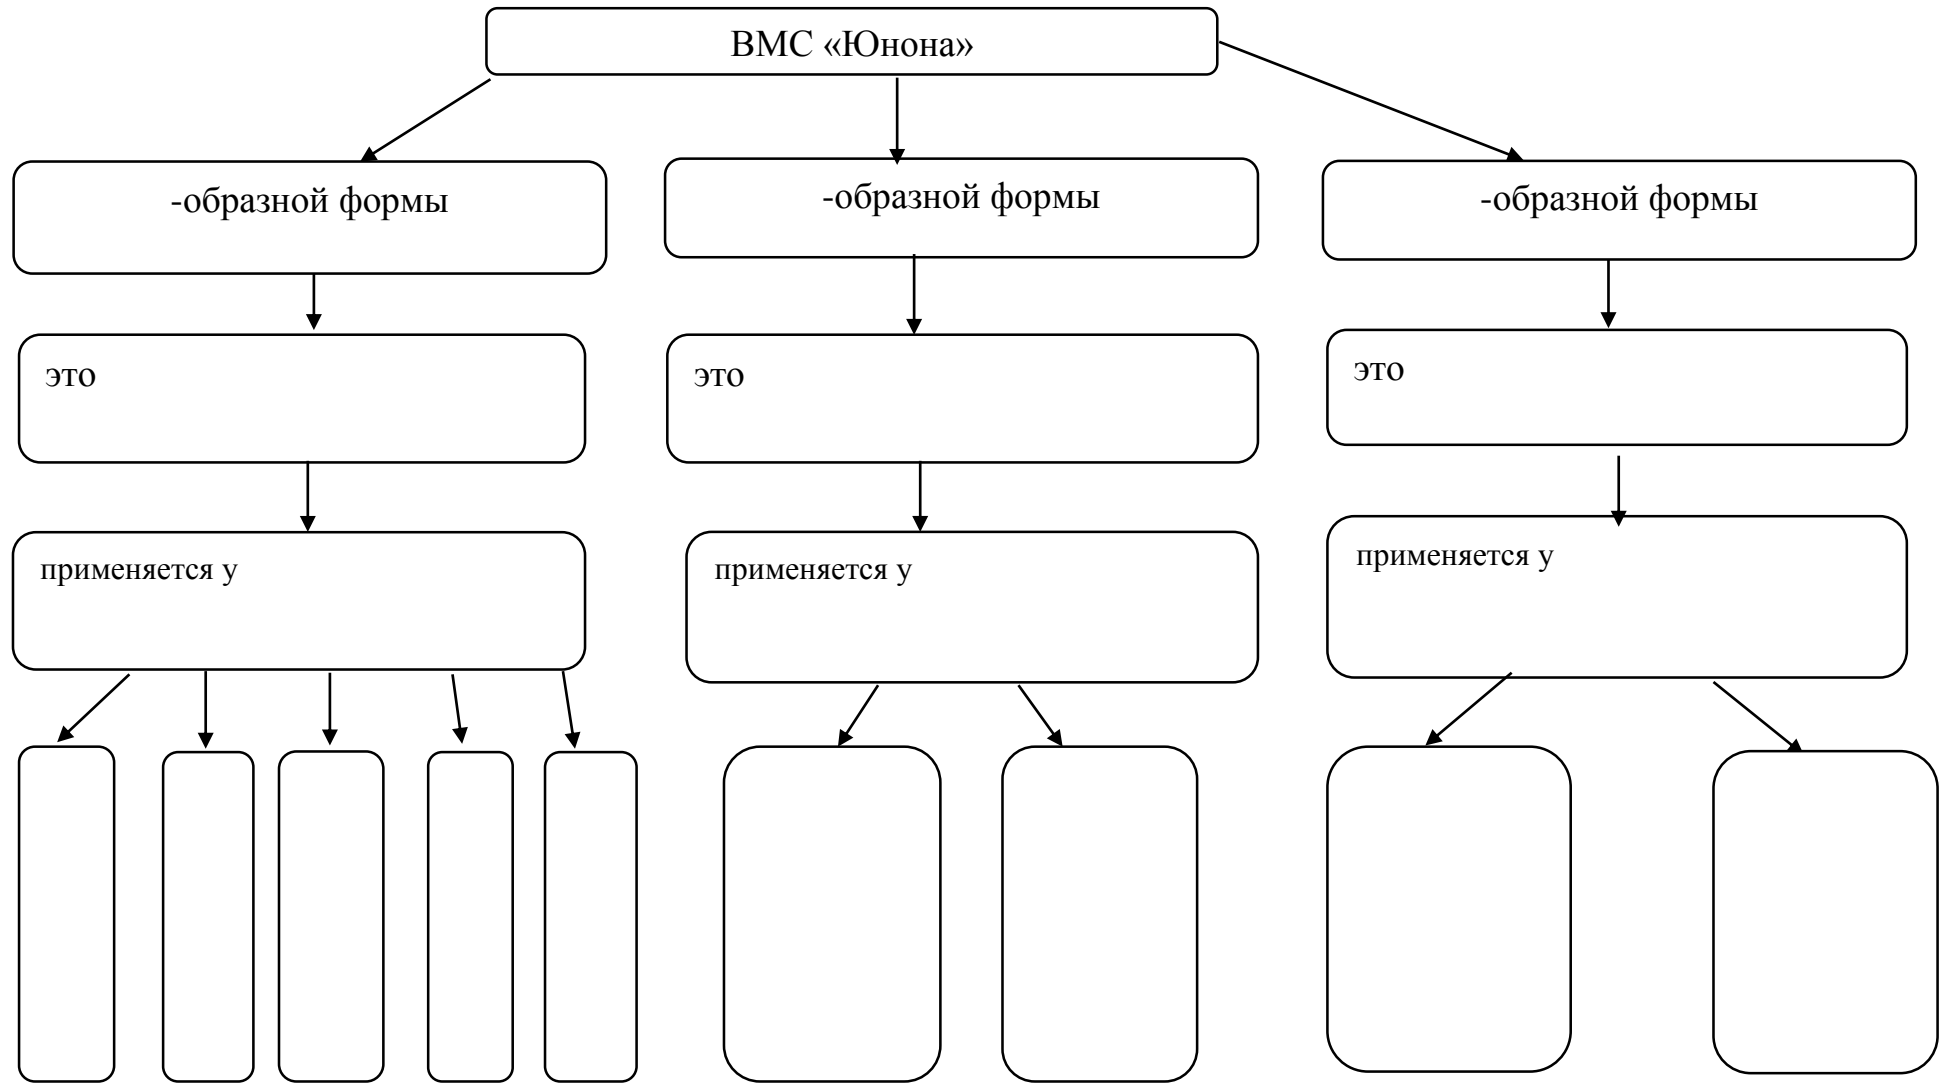 ВМС «Юнона»
-образной формы
-образной формы
-образной формы
это
это
это
применяется у
применяется у
применяется у